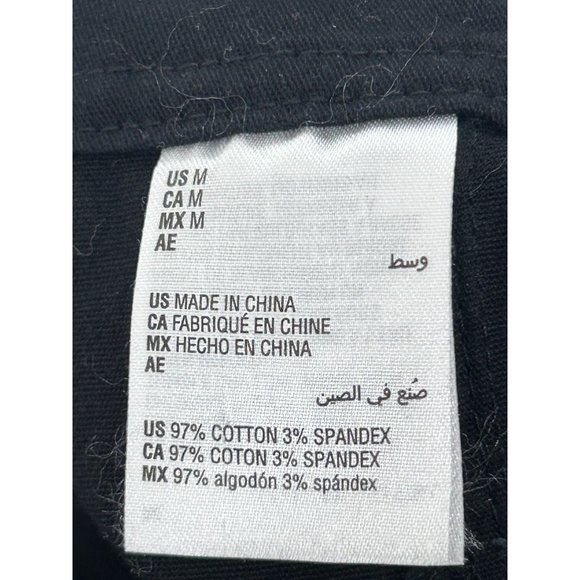 US M
CA M
MX M
AE
وسط
US MADE IN CHINA
CA FABRIQUÉ EN CHINE
MX HECHO EN CHINA
AE
صُنع في الصين
US 97% COTTON 3% SPANDEX
CA 97% COTON 3% SPANDEX
MX 97% algodón 3% spándex